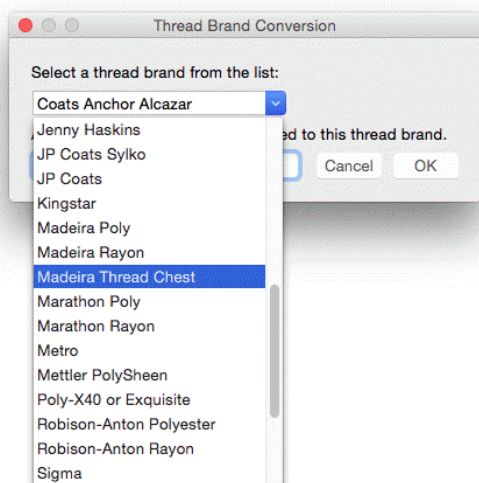 Thread Brand Conversion
Select a thread brand from the list:
Coats Anchor Alcazar
Jenny Haskins
ed to this thread brand.
JP Coats Sylko
JP Coats
Cancel
OK
Kingstar
Madeira Poly
Madeira Rayon
Madeira Thread Chest
Marathon Poly
Marathon Rayon
Metro
Mettler PolySheen
Poly-X40 or Exquisite
Robison-Anton Polyester
Robison-Anton Rayon
Sigma